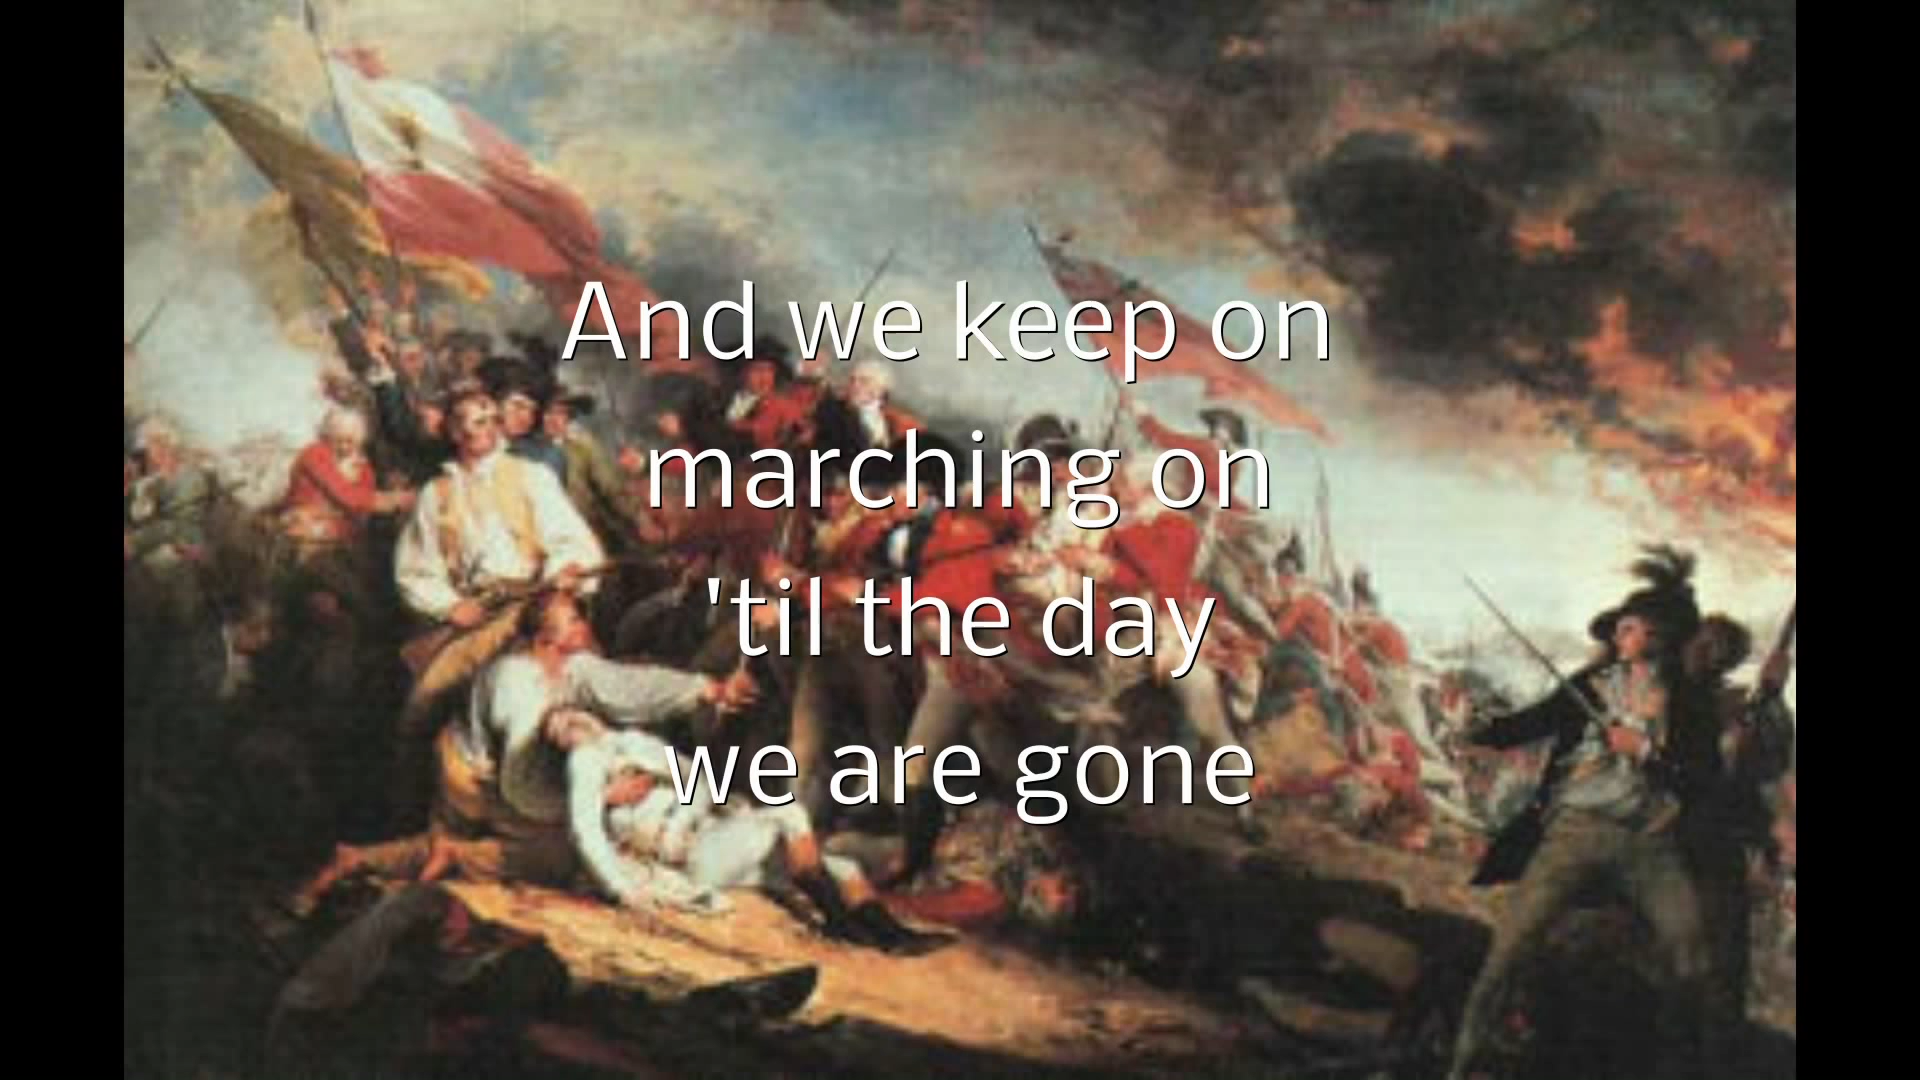 And we keep on
marching on
'til the day
we are gone